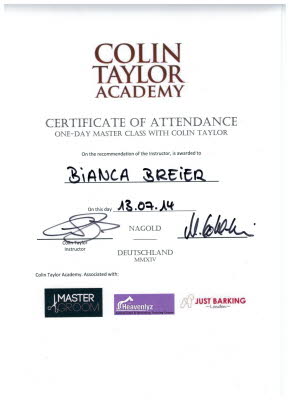 COLIN
TAYLOR
ACADEMY
CERTIFICATE OF ATTENDANCE
ONE-DAY MASTER CLASS WITH COLIN TAYLOR
On the recommendation of the Instructor, is awarded to
BIANCA BREIER
On this day 13.07.14
NAGOLD
Colin Taylor
Instructor
DEUTSCHLAND
MMXIV
Colin Taylor Academy. Associated with:
MASTER
GROOM
Heavenlyz
JUST BARKING
London